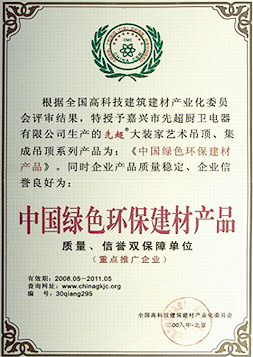 根据全国高科技建筑建材产业化委员
会评审结果，特授予嘉兴市先超厨卫电器
有限公司生产的先超®大装家艺术吊顶、集
成吊顶系列产品为：《中国绿色环保建材
产品》。同时企业产品质量稳定、企业信
誉良好为：
中国绿色环保建材产品
质量、信誉双保障单位
（重点推广企业）
有效期：2008.05-2011.05
查询网址：www.chinagkjc.org
编　号：30qiang295
全国高科技建筑建材产业化委员会
二00八年·北京